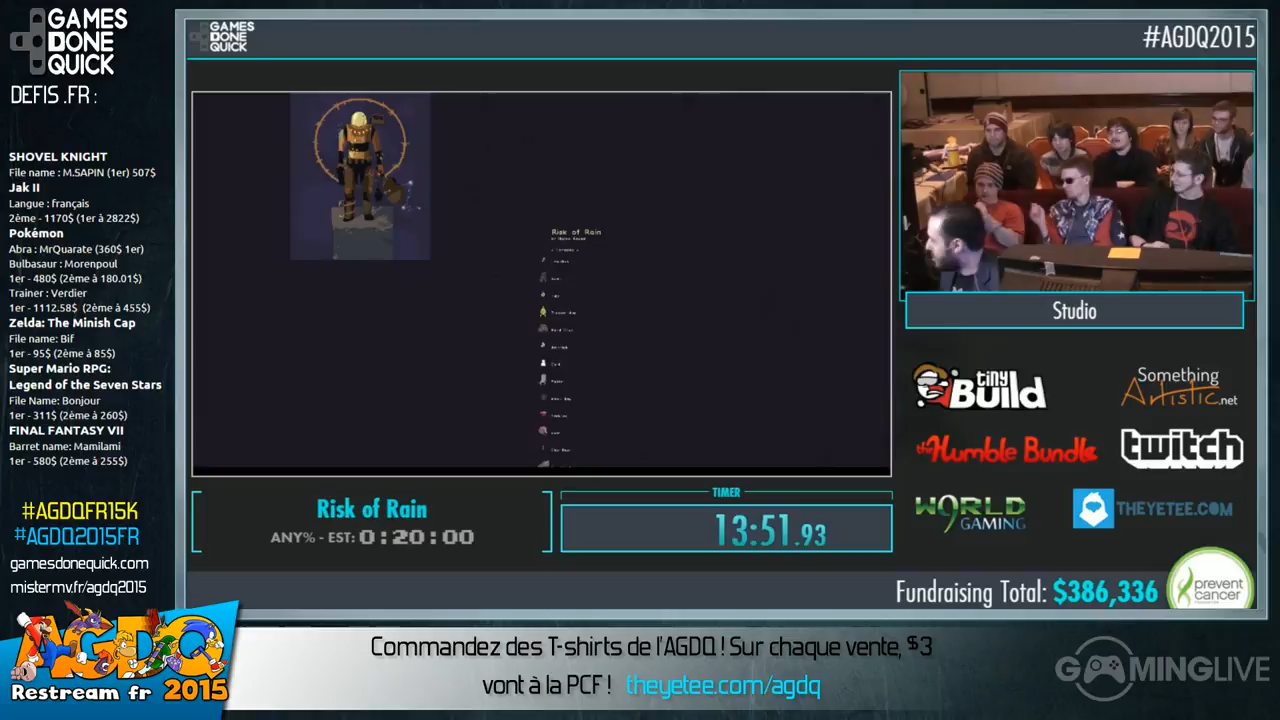 GAMES
DONE
QUICK
DEFIS .FR :
SHOVEL KNIGHT
File name : M.SAPIN (1er) 507$
Jak II
Langue : français
2ème - 1170$ (1er à 2822$)
Pokémon
Abra : MrQuarate (360$ 1er)
Bulbasaur : Morenpoul
1er - 480$ (2ème à 180.01$)
Trainer : Verdier
1er - 1112.58$ (2ème à 455$)
Zelda: The Minish Cap
File name: Bif
1er - 95$ (2ème à 85$)
Super Mario RPG:
Legend of the Seven Stars
File Name: Bonjour
1er - 311$ (2ème à 260$)
FINAL FANTASY VII
Barret name: Mamilami
1er - 580$ (2ème à 255$)
#AGDQFR15K
#AGDQ2015FR
gamesdonequick.com
mistermv.fr/agdq2015
AGDQ
Restream fr 2015
GAMES
DONE
QUICK
#AGDQ2015
Risk of Rain
Studio
tiny
Build
Something
Artistic.net
the Humble Bundle
twitch
WORLD
GAMING
THEYETEE.COM
Risk of Rain
ANY% - EST: 0:20:00
TIMER
13:51.93
Fundraising Total: $386,336
prevent
cancer
Commandez des T-shirts de l'AGDQ ! Sur chaque vente, $3
vont à la PCF ! theyetee.com/agdq
GAMINGLIVE